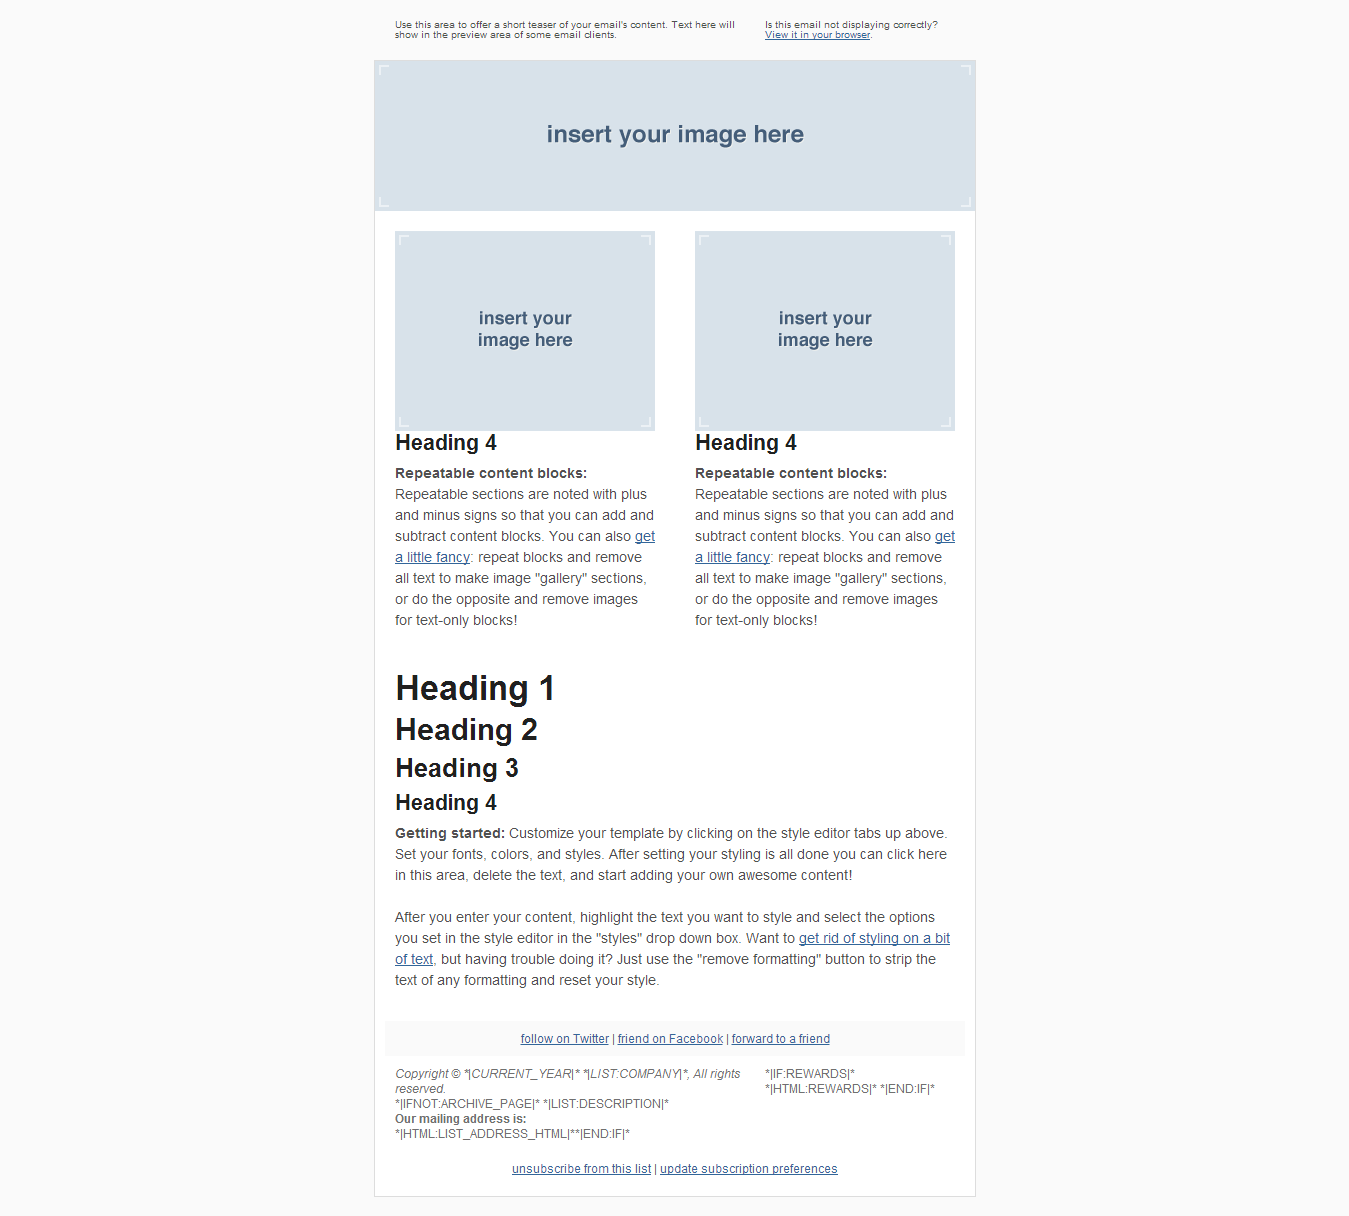 Use this area to offer a short teaser of your email's content. Text here will
show in the preview area of some email clients.
Is this email not displaying correctly?
View it in your browser.
insert your image here
insert your
image here
Heading 4
Repeatable content blocks:
Repeatable sections are noted with plus
and minus signs so that you can add and
subtract content blocks. You can also get
a little fancy: repeat blocks and remove
all text to make image "gallery" sections,
or do the opposite and remove images
for text-only blocks!
insert your
image here
Heading 4
Repeatable content blocks:
Repeatable sections are noted with plus
and minus signs so that you can add and
subtract content blocks. You can also get
a little fancy: repeat blocks and remove
all text to make image "gallery" sections,
or do the opposite and remove images
for text-only blocks!
Heading 1
Heading 2
Heading 3
Heading 4
Getting started: Customize your template by clicking on the style editor tabs up above.
Set your fonts, colors, and styles. After setting your styling is all done you can click here
in this area, delete the text, and start adding your own awesome content!
After you enter your content, highlight the text you want to style and select the options
you set in the style editor in the "styles" drop down box. Want to get rid of styling on a bit
of text, but having trouble doing it? Just use the "remove formatting" button to strip the
text of any formatting and reset your style.
follow on Twitter | friend on Facebook | forward to a friend
Copyright © *|CURRENT_YEAR|* *|LIST:COMPANY|*, All rights
reserved.
*|IFNOT:ARCHIVE_PAGE|* *|LIST:DESCRIPTION|*
Our mailing address is:
*|HTML:LIST_ADDRESS_HTML|**|END:IF|*
*|IF:REWARDS|*
*|HTML:REWARDS|* *|END:IF|*
unsubscribe from this list | update subscription preferences